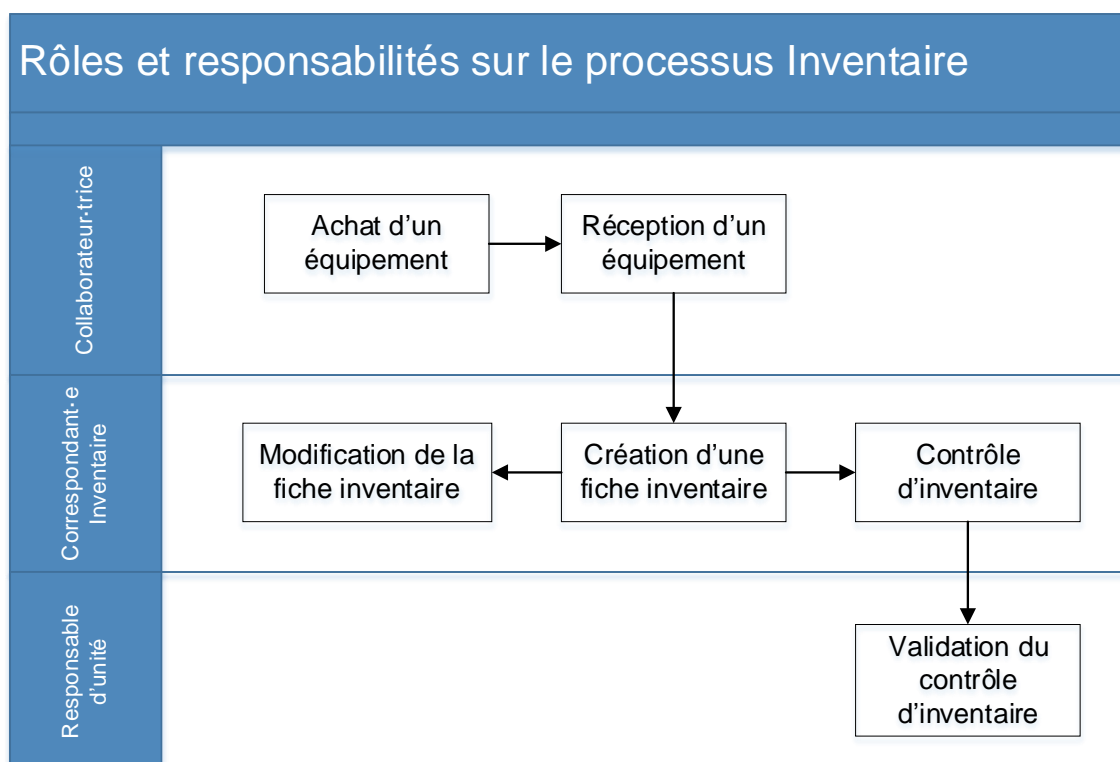 Rôles et responsabilités sur le processus Inventaire
Collaborateur·trice
Achat d’un
équipement
Réception d’un
équipement
Correspondant·e
Inventaire
Modification de la
fiche inventaire
Création d’une
fiche inventaire
Contrôle
d’inventaire
Responsable
d’unité
Validation du
contrôle
d’inventaire